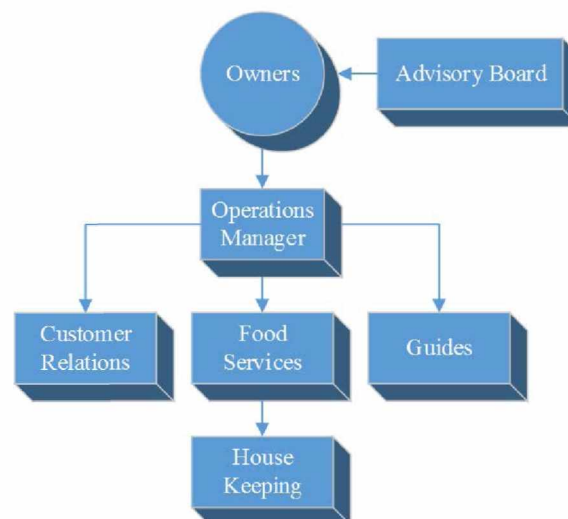 Owners
Advisory Board
Operations
Manager
Customer
Relations
Food
Services
Guides
House
Keeping